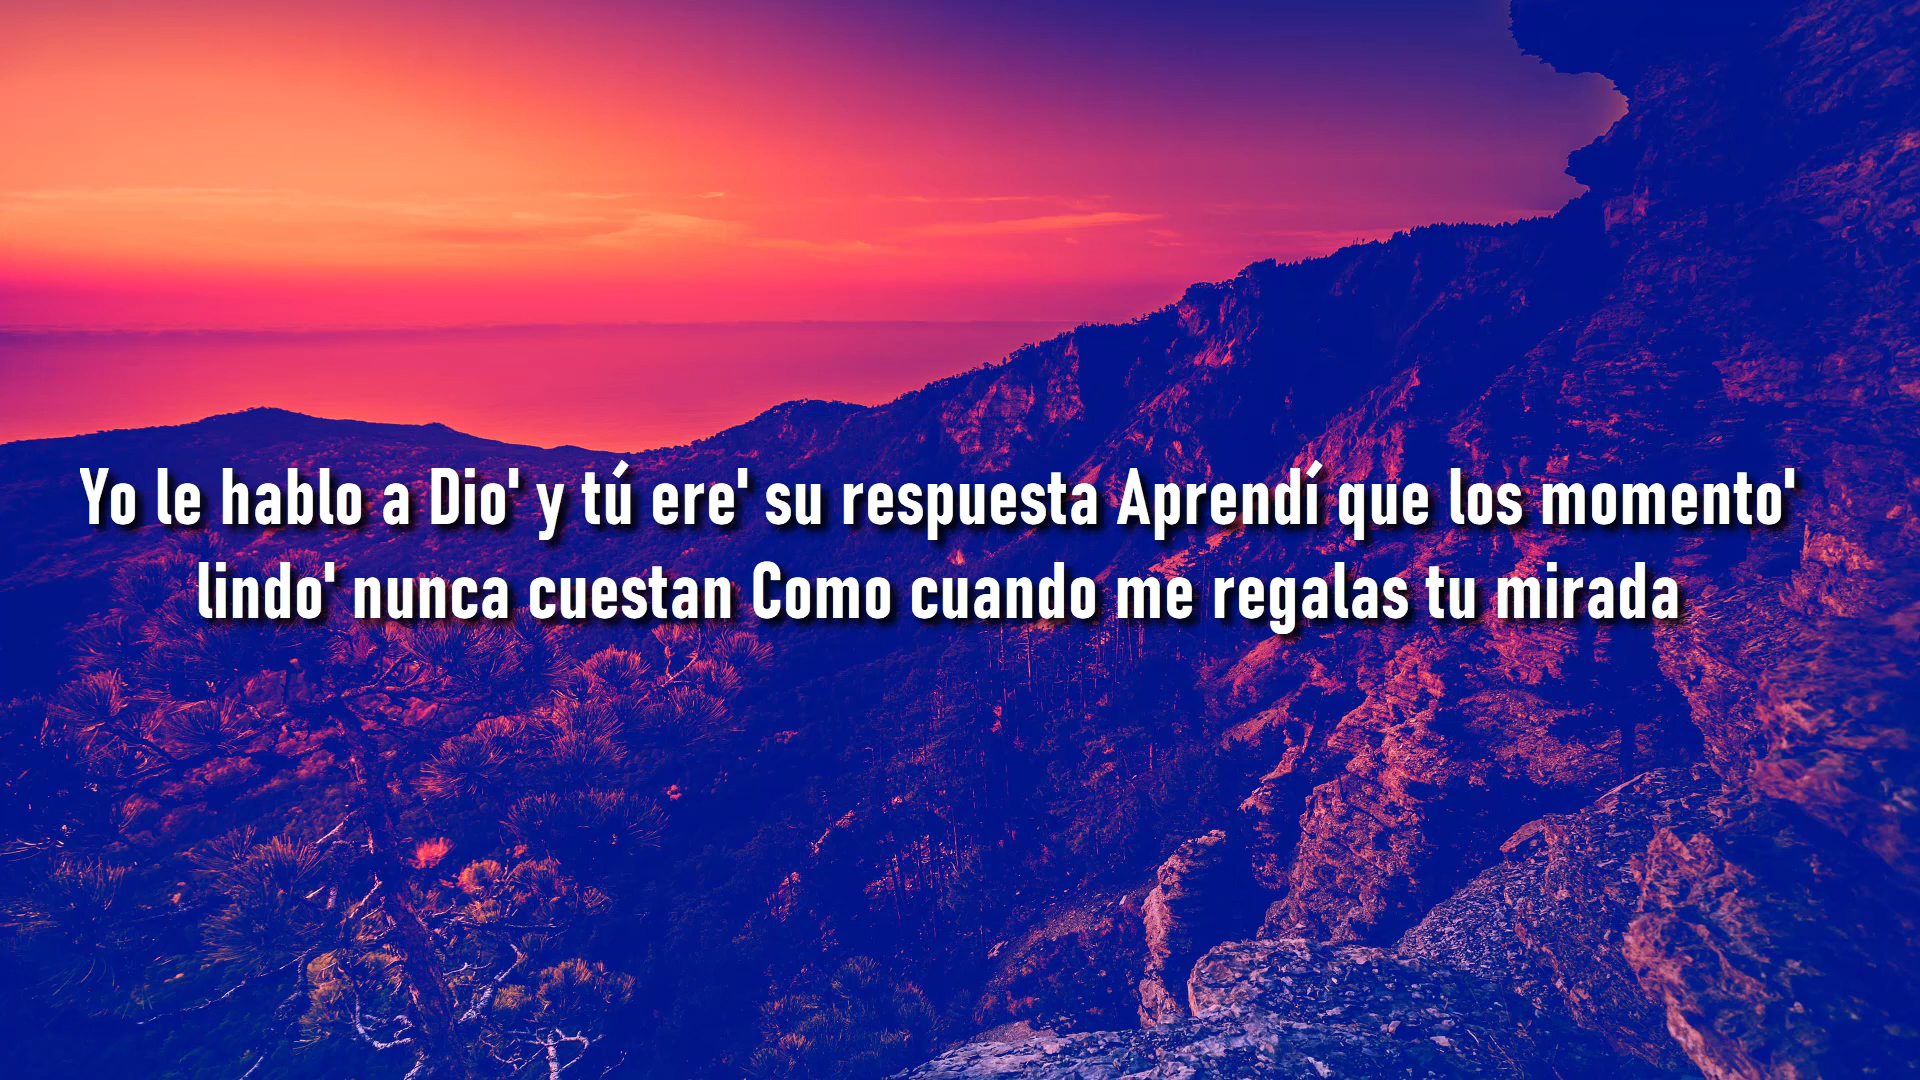 Yo le hablo a Dio' y tú ere' su respuesta Aprendí que los momento'
lindo' nunca cuestan Como cuando me regalas tu mirada